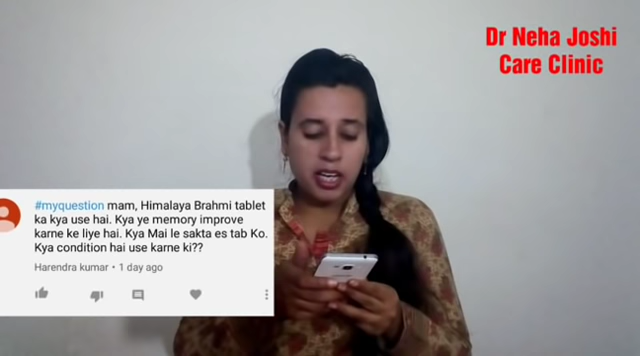 Dr Neha Joshi
Care Clinic
#myquestion mam, Himalaya Brahmi tablet
ka kya use hai. Kya ye memory improve
karne ke liye hai. Kya Mai le sakta es tab Ko.
Kya condition hai use karne ki??
Harendra kumar • 1 day ago